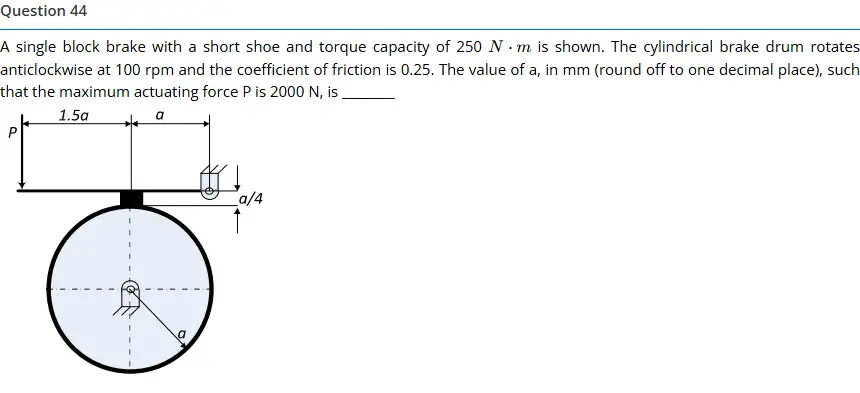 Question 44
A single block brake with a short shoe and torque capacity of 250 N · m is shown. The cylindrical brake drum rotates
anticlockwise at 100 rpm and the coefficient of friction is 0.25. The value of a, in mm (round off to one decimal place), such
that the maximum actuating force P is 2000 N, is ________
1.5a
a
P
a/4
a